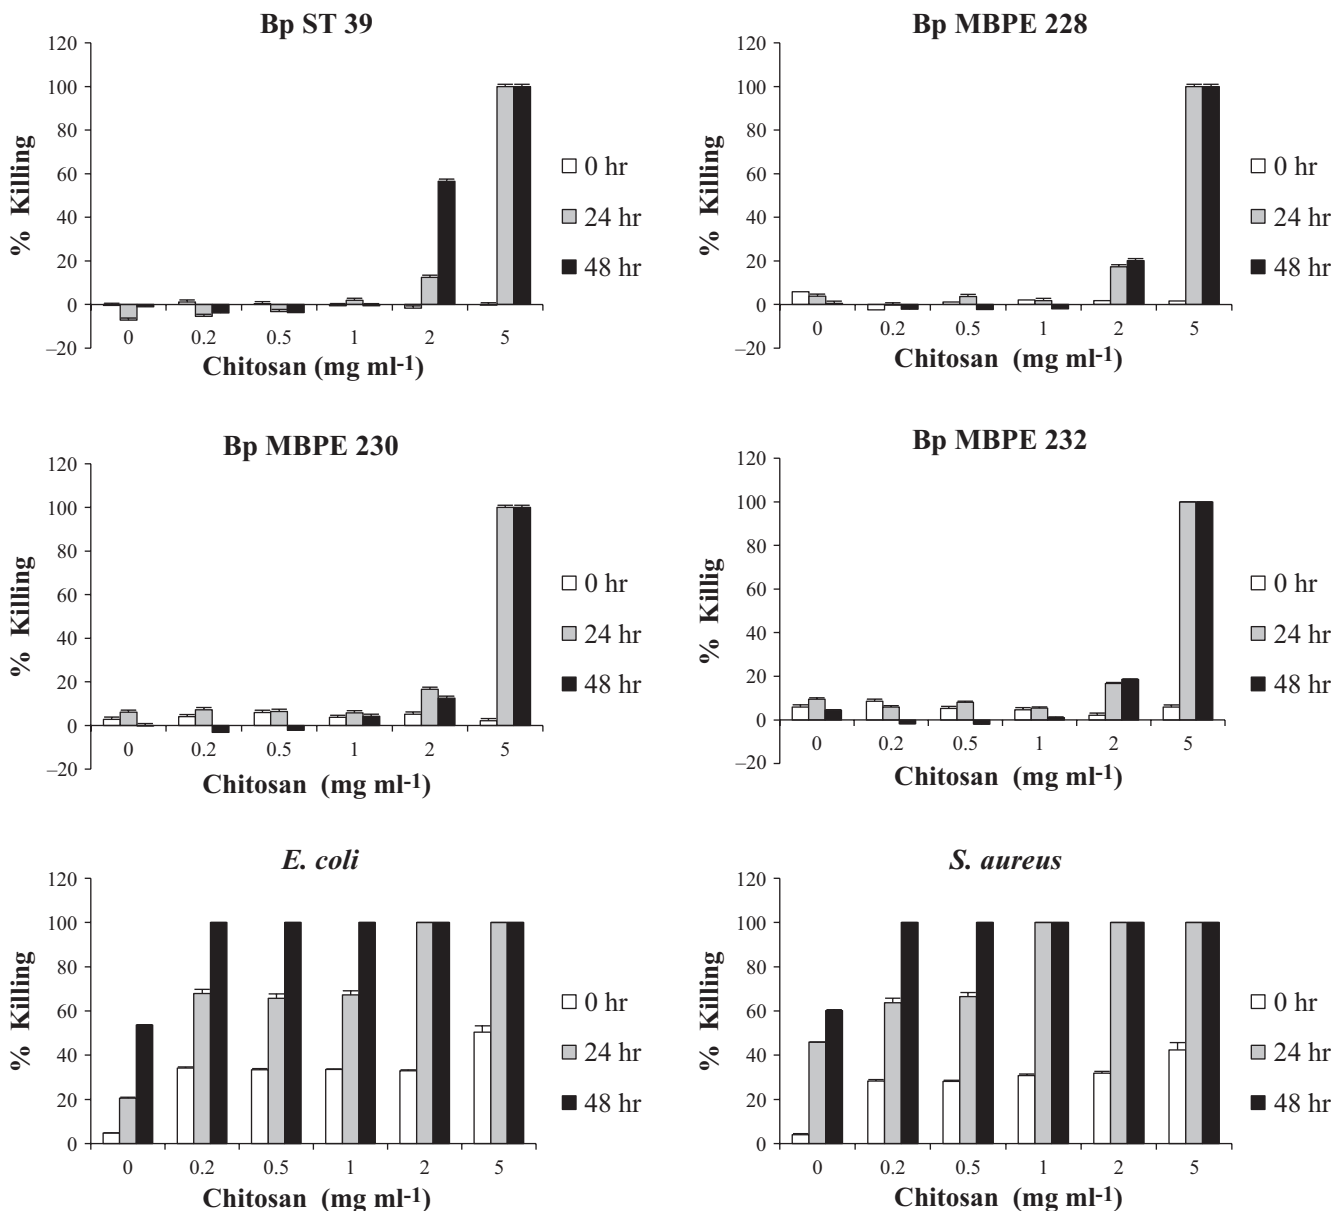 Bp ST 39
120
100
80
60
40
20
0
–20
% Killing
0 0.2 0.5 1 2 5
Chitosan (mg ml-1)
0 hr
24 hr
48 hr
Bp MBPE 228
120
100
80
60
40
20
0
–20
% Killing
0 0.2 0.5 1 2 5
Chitosan (mg ml-1)
0 hr
24 hr
48 hr
Bp MBPE 230
120
100
80
60
40
20
0
–20
% Killing
0 0.2 0.5 1 2 5
Chitosan (mg ml-1)
0 hr
24 hr
48 hr
Bp MBPE 232
120
100
80
60
40
20
0
–20
% Killig
0 0.2 0.5 1 2 5
Chitosan (mg ml-1)
0 hr
24 hr
48 hr
E. coli
120
100
80
60
40
20
0
% Killing
0 0.2 0.5 1 2 5
Chitosan (mg ml-1)
0 hr
24 hr
48 hr
S. aureus
120
100
80
60
40
20
0
% Killing
0 0.2 0.5 1 2 5
Chitosan (mg ml-1)
0 hr
24 hr
48 hr